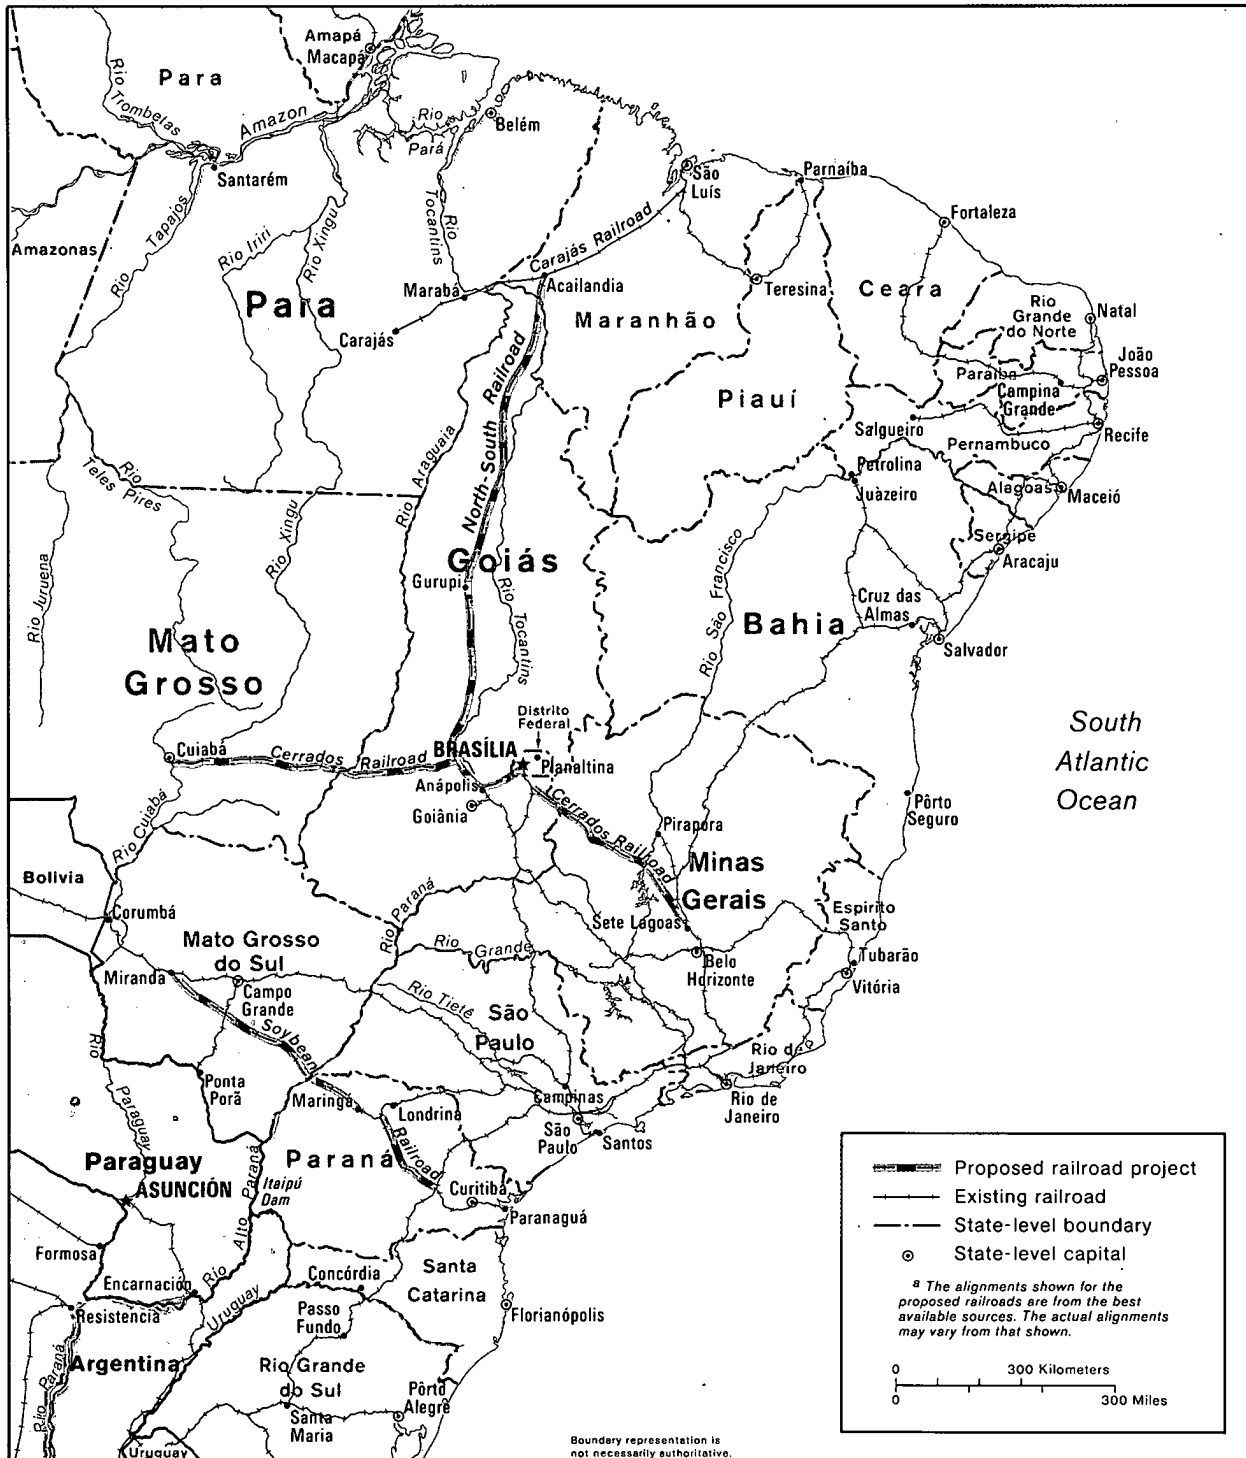 Amapá
Macapá
Para
Rio
Trombetas
Amazon
Rio
Pará
Belém
Santarém
São
Luís
Parnaíba
Fortaleza
Amazonas
Rio Tapajos
Rio Iriri
Rio Xingu
Rio
Tocantins
Carajás Railroad
Marabá
Acailandia
Teresina
Ceara
Rio
Grande
do Norte
Natal
Para
Carajás
Maranhão
João
Pessoa
Paraíba
Campina
Grande
Piauí
Salgueiro
Recife
Pernambuco
North-South Railroad
Rio Araguaia
Petrolina
Juàzeiro
Alagoas
Maceió
Rio
Teles Pires
Rio Xingu
Sergipe
Aracaju
Goiás
Gurupi
Rio
Tocantins
Rio São Francisco
Rio Juruena
Cruz das
Almas
Bahia
Salvador
Mato
Grosso
Distrito
Federal
South
Atlantic
Ocean
Cuiabá
Cerrados Railroad
BRASÍLIA
Planaltina
Anápolis
Goiânia
Cerrados Railroad
Pôrto
Seguro
Rio Cuiabá
Pirapora
Minas
Gerais
Bolivia
Corumbá
Rio Paraná
Sete Lagoas
Espirito
Santo
Mato Grosso
do Sul
Rio Grande
Belo
Horizonte
Tubarão
Vitória
Miranda
Campo
Grande
Rio Tietê
São
Paulo
Soybean
Railroad
Rio
Paraguay
Rio de
Janeiro
Ponta
Porã
Maringá
Londrina
Campinas
Rio de
Janeiro
São
Paulo
Santos
Paraguay
ASUNCIÓN
Paraná
Itaipú
Dam
Rio Alto Paraná
Curitiba
Paranaguá
Formosa
Encarnación
Concórdia
Santa
Catarina
Resistencia
Uruguay
Passo
Fundo
Florianópolis
Argentina
Rio Paraná
Rio Grande
do Sul
Pôrto
Alegre
Santa
Maria
Uruguay
Proposed railroad project
Existing railroad
State-level boundary
State-level capital
a The alignments shown for the
proposed railroads are from the best
available sources. The actual alignments
may vary from that shown.
0 300 Kilometers
0 300 Miles
Boundary representation is
not necessarily authoritative.